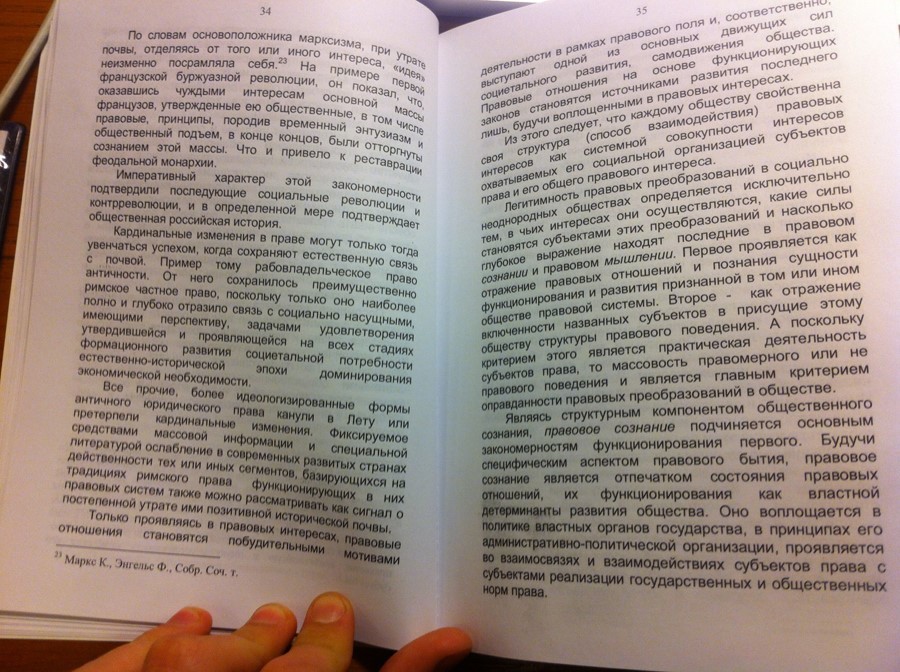 34
По словам основоположника марксизма, при утрате
почвы, отделяясь от того или иного интереса, «идея»
неизменно посрамляла себя.²³ На примере первой
французской буржуазной революции, он показал, что,
оказавшись чуждыми интересам основной массы
французов, утвержденные ею общественные, в том числе
правовые, принципы, породив временный энтузиазм и
общественный подъем, в конце концов, были отторгнуты
сознанием этой массы. Что и привело к реставрации
феодальной монархии.
Императивный характер этой закономерности
подтвердили последующие социальные революции и
контрреволюции, и в определенной мере подтверждает
общественная российская история.
Кардинальные изменения в праве могут только тогда
увенчаться успехом, когда сохраняют естественную связь
с почвой. Пример тому рабовладельческое право
античности. От него сохранилось преимущественно
римское частное право, поскольку только оно наиболее
полно и глубоко отразило связь с социально насущными,
имеющими перспективу, задачами удовлетворения
утвердившейся и проявляющейся на всех стадиях
формационного развития социетальной потребности
естественно-исторической эпохи доминирования
экономической необходимости.
Все прочие, более идеологизированные формы
античного юридического права канули в Лету или
претерпели кардинальные изменения. Фиксируемое
средствами массовой информации и специальной
литературой ослабление в современных развитых странах
действенности тех или иных сегментов, базирующихся на
традициях римского права функционирующих в них
правовых систем также можно рассматривать как сигнал о
постепенной утрате ими позитивной исторической почвы.
Только проявляясь в правовых интересах, правовые
отношения становятся побудительными мотивами
²³ Маркс К., Энгельс Ф., Собр. Соч. т.
35
деятельности в рамках правового поля и, соответственно,
выступают одной из основных движущих сил
социетального развития, самодвижения общества.
Правовые отношения на основе функционирующих
законов становятся источниками развития последнего
лишь, будучи воплощенными в правовых интересах.
Из этого следует, что каждому обществу свойственна
своя структура (способ взаимодействия) правовых
интересов как системной совокупности интересов
охватываемых его социальной организацией субъектов
права и его общего правового интереса.
Легитимность правовых преобразований в социально
неоднородных обществах определяется исключительно
тем, в чьих интересах они осуществляются, какие силы
становятся субъектами этих преобразований и насколько
глубокое выражение находят последние в правовом
сознании и правовом мышлении. Первое проявляется как
отражение правовых отношений и познания сущности
функционирования и развития признанной в том или ином
обществе правовой системы. Второе - как отражение
включенности названных субъектов в присущие этому
обществу структуры правового поведения. А поскольку
критерием этого является практическая деятельность
субъектов права, то массовость правомерного или не
правового поведения и является главным критерием
оправданности правовых преобразований в обществе.
Являясь структурным компонентом общественного
сознания, правовое сознание подчиняется основным
закономерностям функционирования первого. Будучи
специфическим аспектом правового бытия, правовое
сознание является отпечатком состояния правовых
отношений, их функционирования как властной
детерминанты развития общества. Оно воплощается в
политике властных органов государства, в принципах его
административно-политической организации, проявляется
во взаимосвязях и взаимодействиях субъектов права с
субъектами реализации государственных и общественных
норм права.